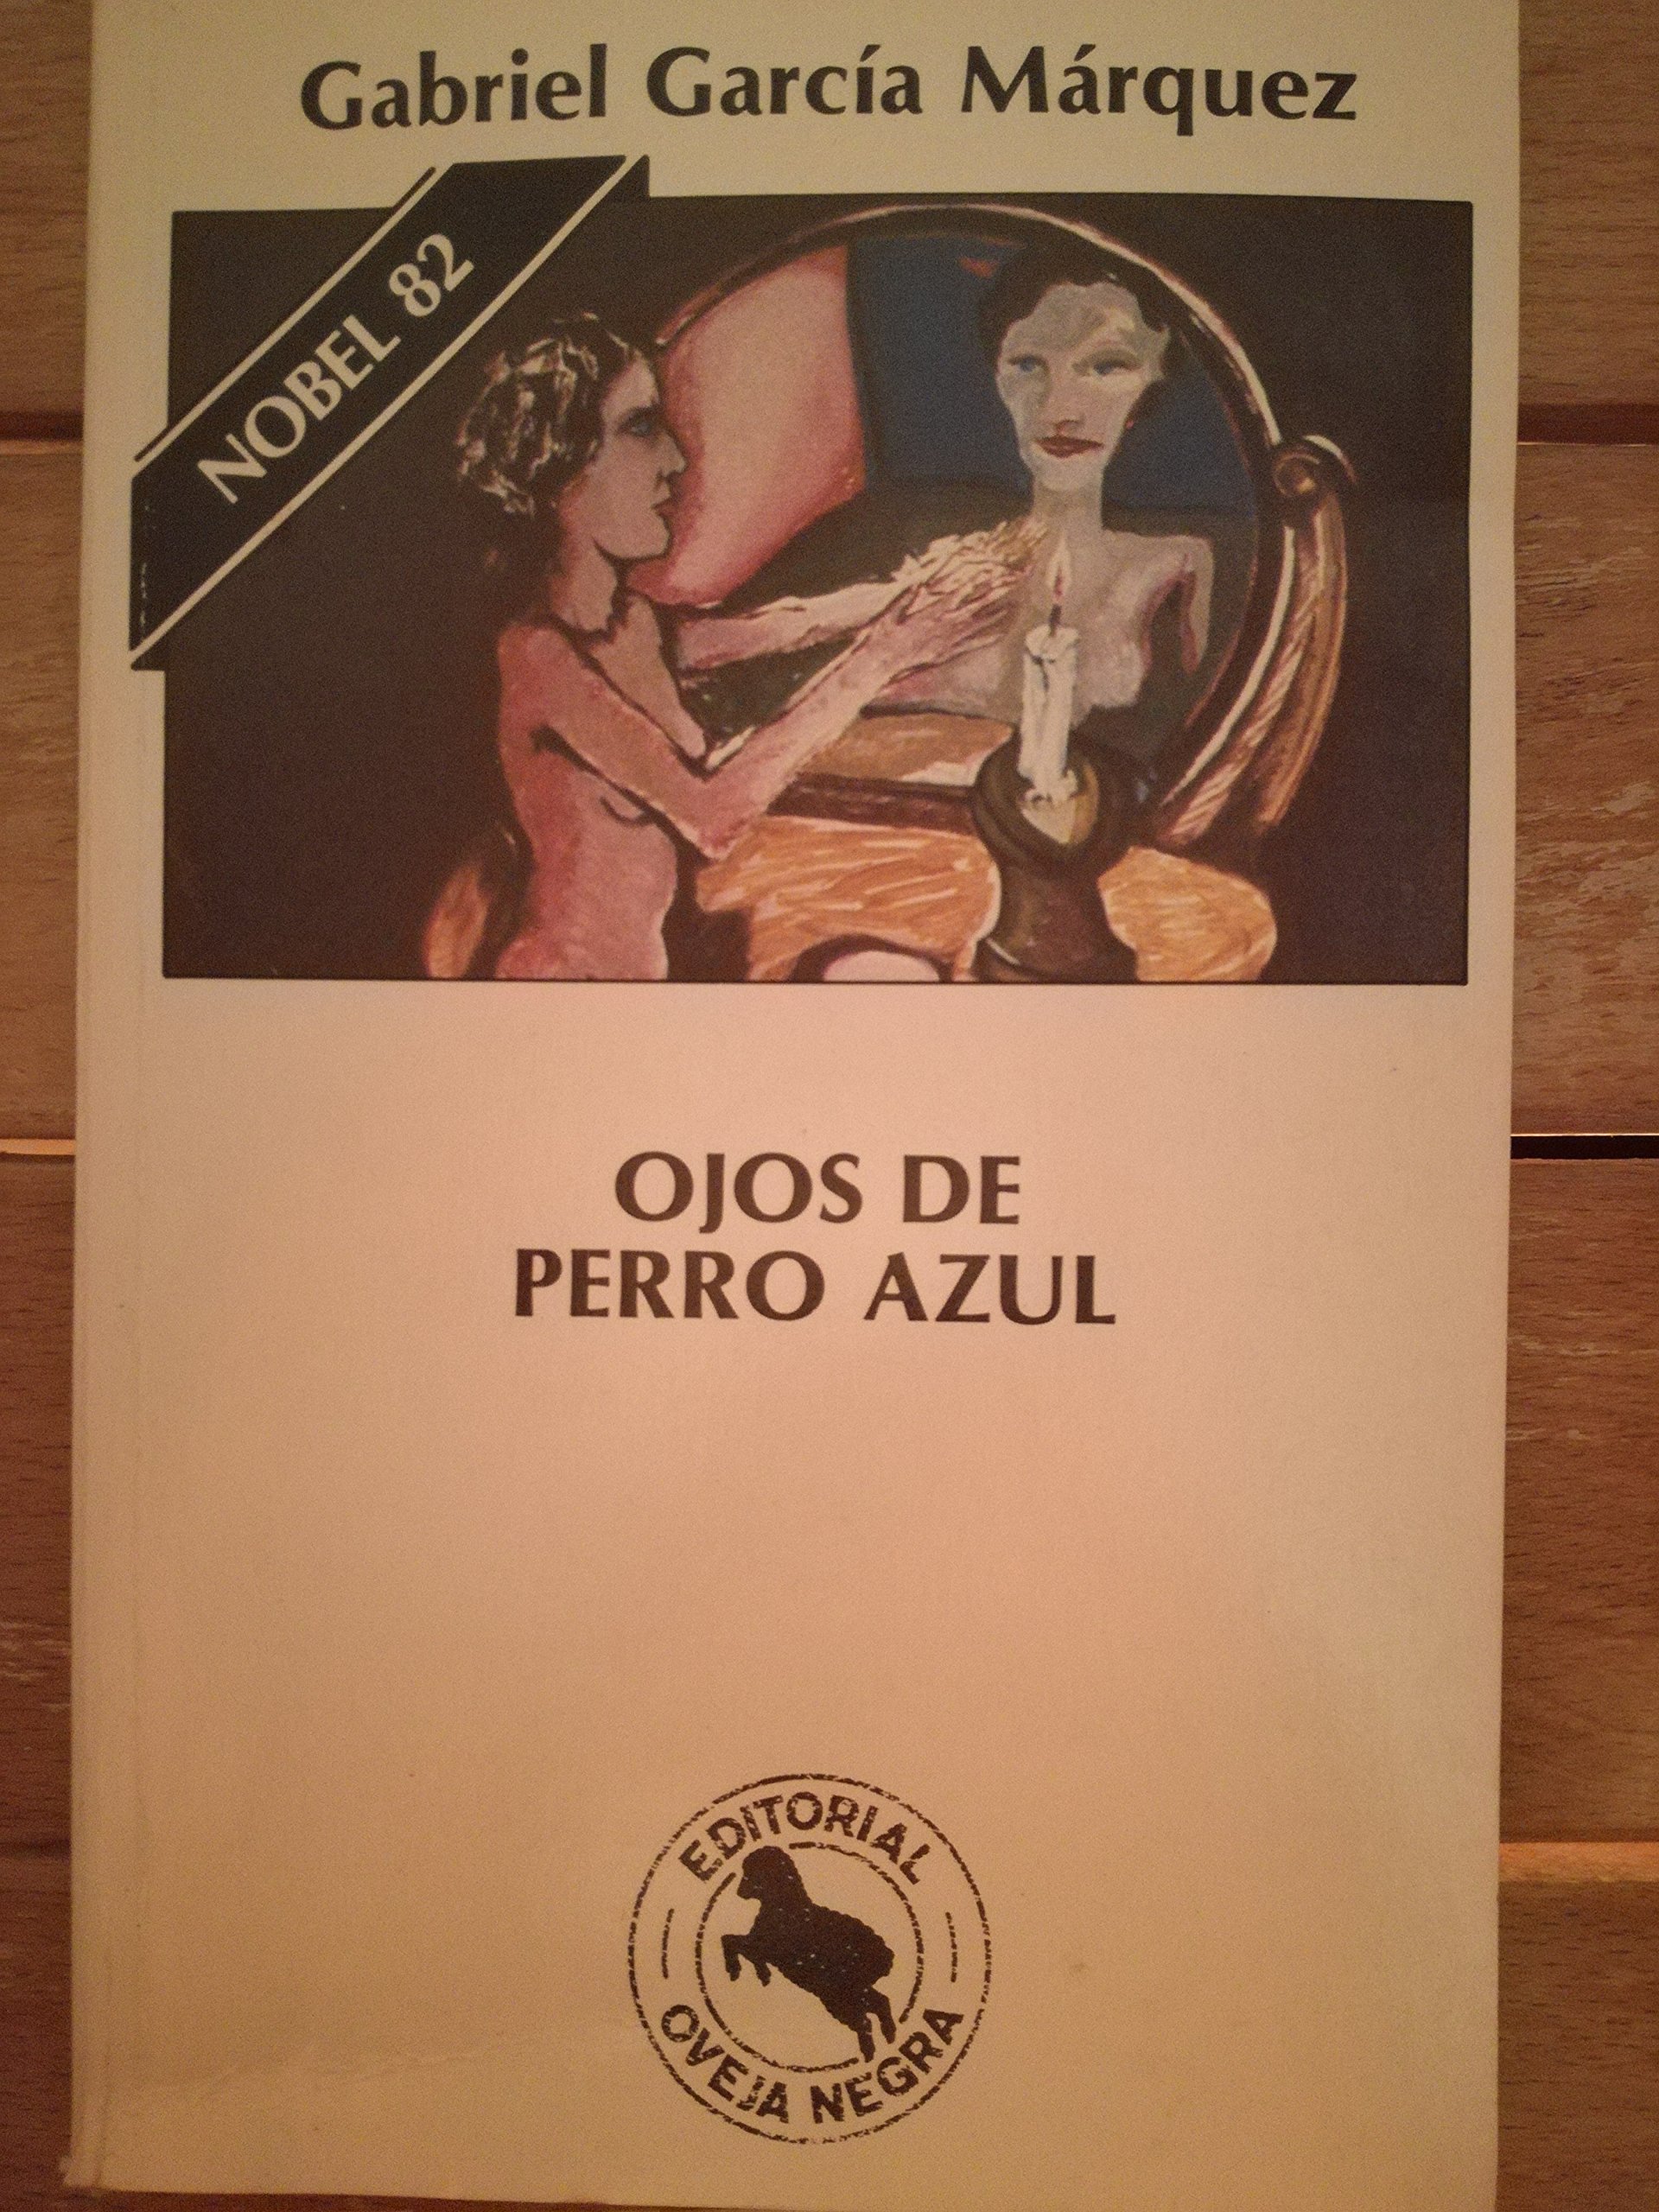 Gabriel García Márquez
NOBEL 82
OJOS DE
PERRO AZUL
EDITORIAL
OVEJA NEGRA